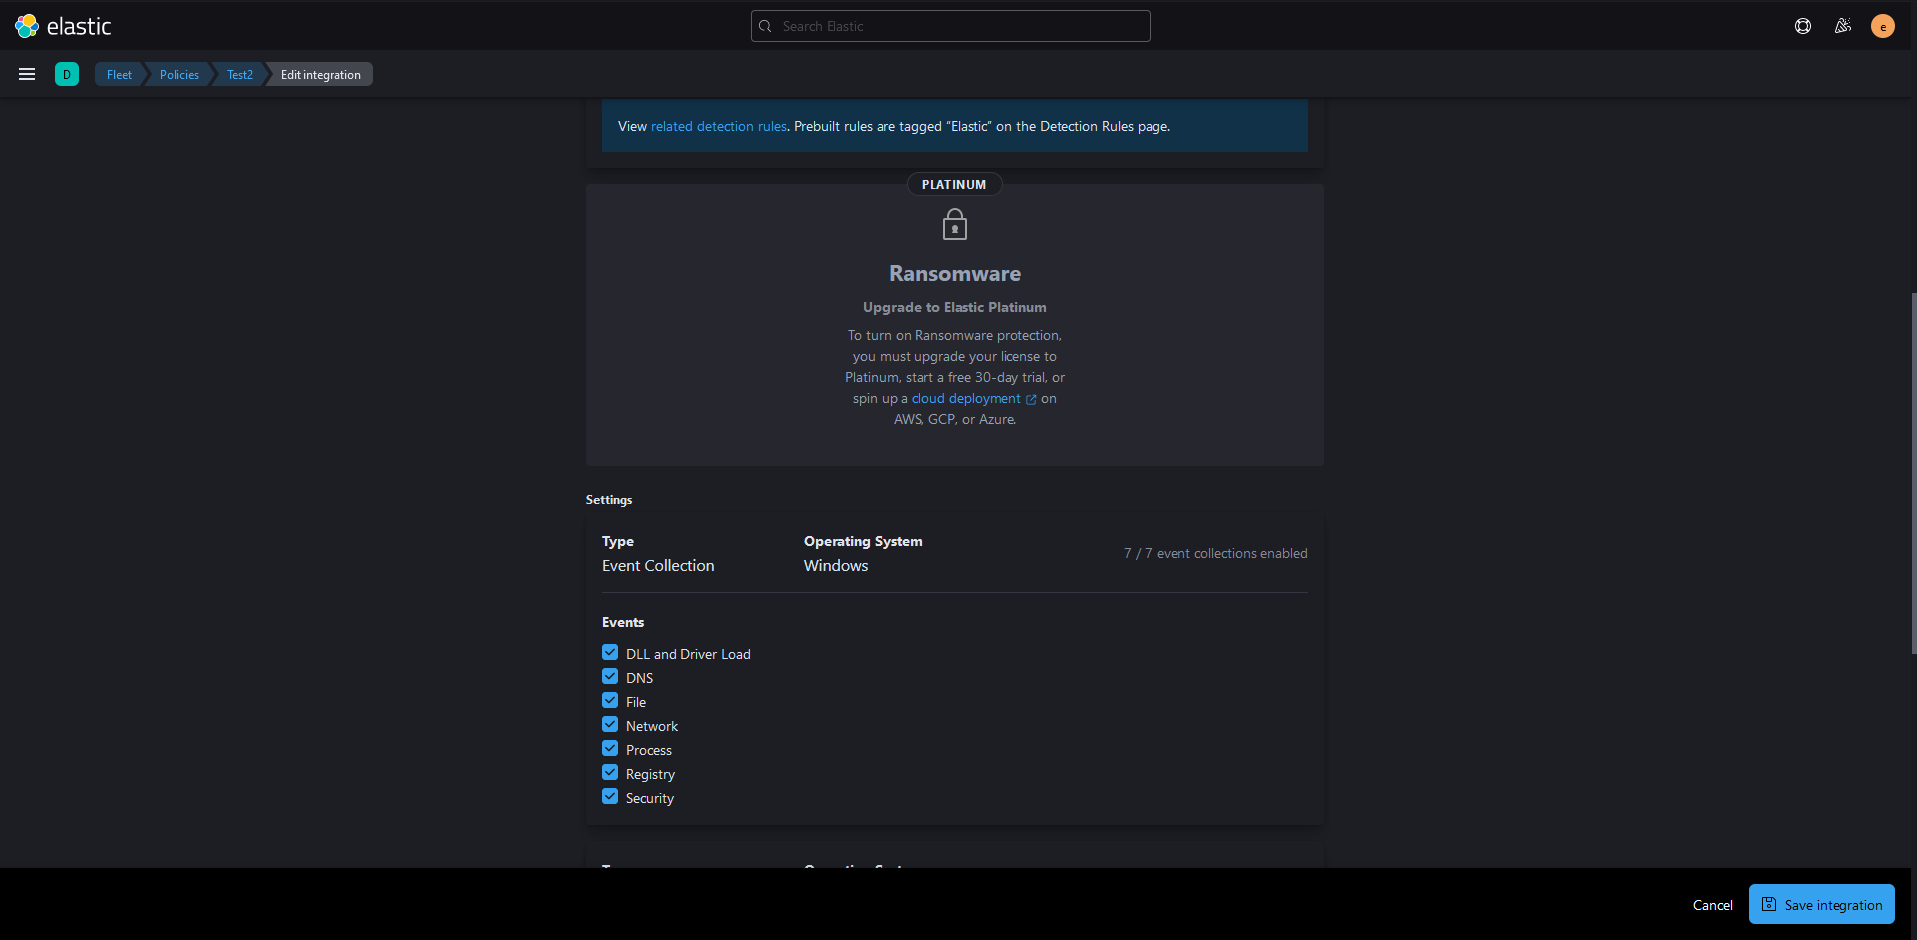 elastic
Search Elastic
e
D
Fleet
Policies
Test2
Edit integration
View related detection rules. Prebuilt rules are tagged “Elastic” on the Detection Rules page.
PLATINUM
Ransomware
Upgrade to Elastic Platinum
To turn on Ransomware protection,
you must upgrade your license to
Platinum, start a free 30-day trial, or
spin up a cloud deployment on
AWS, GCP, or Azure.
Settings
Type
Operating System
Event Collection
Windows
7 / 7 event collections enabled
Events
DLL and Driver Load
DNS
File
Network
Process
Registry
Security
Cancel
Save integration